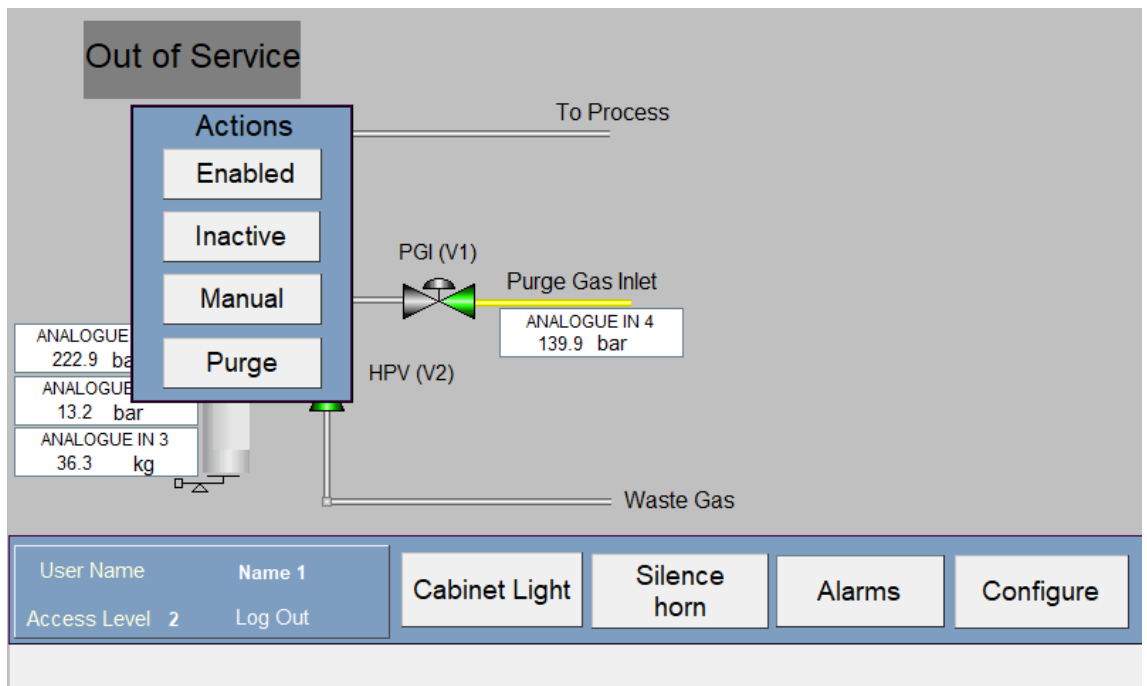 Out of Service
Actions
Enabled
Inactive
Manual
Purge
To Process
PGI (V1)
Purge Gas Inlet
ANALOGUE IN 4
139.9 bar
HPV (V2)
ANALOGUE
222.9
ANALOGUE
13.2 bar
ANALOGUE IN 3
36.3 kg
Waste Gas
User Name Name 1
Access Level 2 Log Out
Cabinet Light
Silence
horn
Alarms
Configure